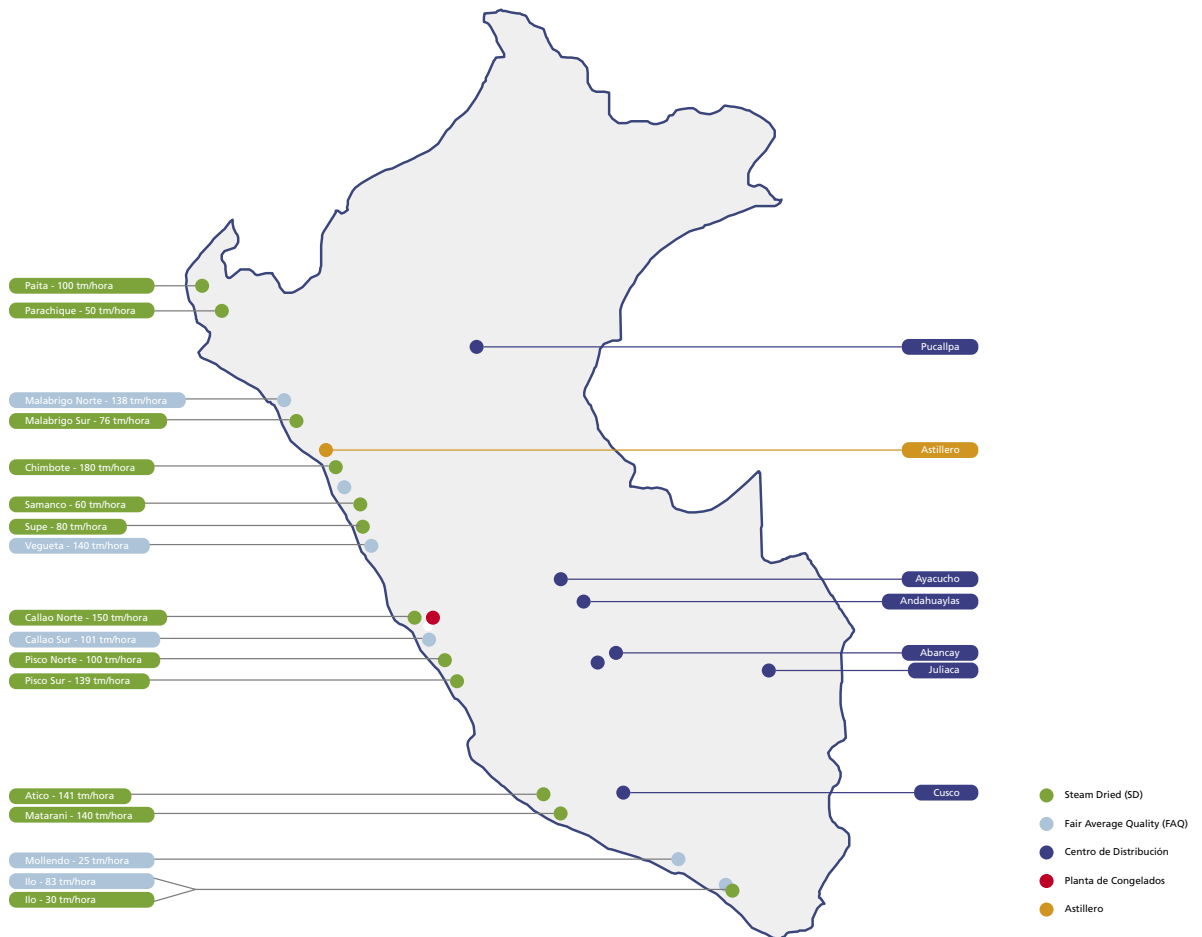 Paita - 100 tm/hora
Parachique - 50 tm/hora
Pucallpa
Malabrigo Norte - 138 tm/hora
Malabrigo Sur - 76 tm/hora
Astillero
Chimbote - 180 tm/hora
Samanco - 60 tm/hora
Supe - 80 tm/hora
Vegueta - 140 tm/hora
Ayacucho
Andahuaylas
Callao Norte - 150 tm/hora
Callao Sur - 101 tm/hora
Abancay
Pisco Norte - 100 tm/hora
Juliaca
Pisco Sur - 139 tm/hora
Atico - 141 tm/hora
Cusco
Matarani - 140 tm/hora
Mollendo - 25 tm/hora
Ilo - 83 tm/hora
Ilo - 30 tm/hora
Steam Dried (SD)
Fair Average Quality (FAQ)
Centro de Distribución
Planta de Congelados
Astillero